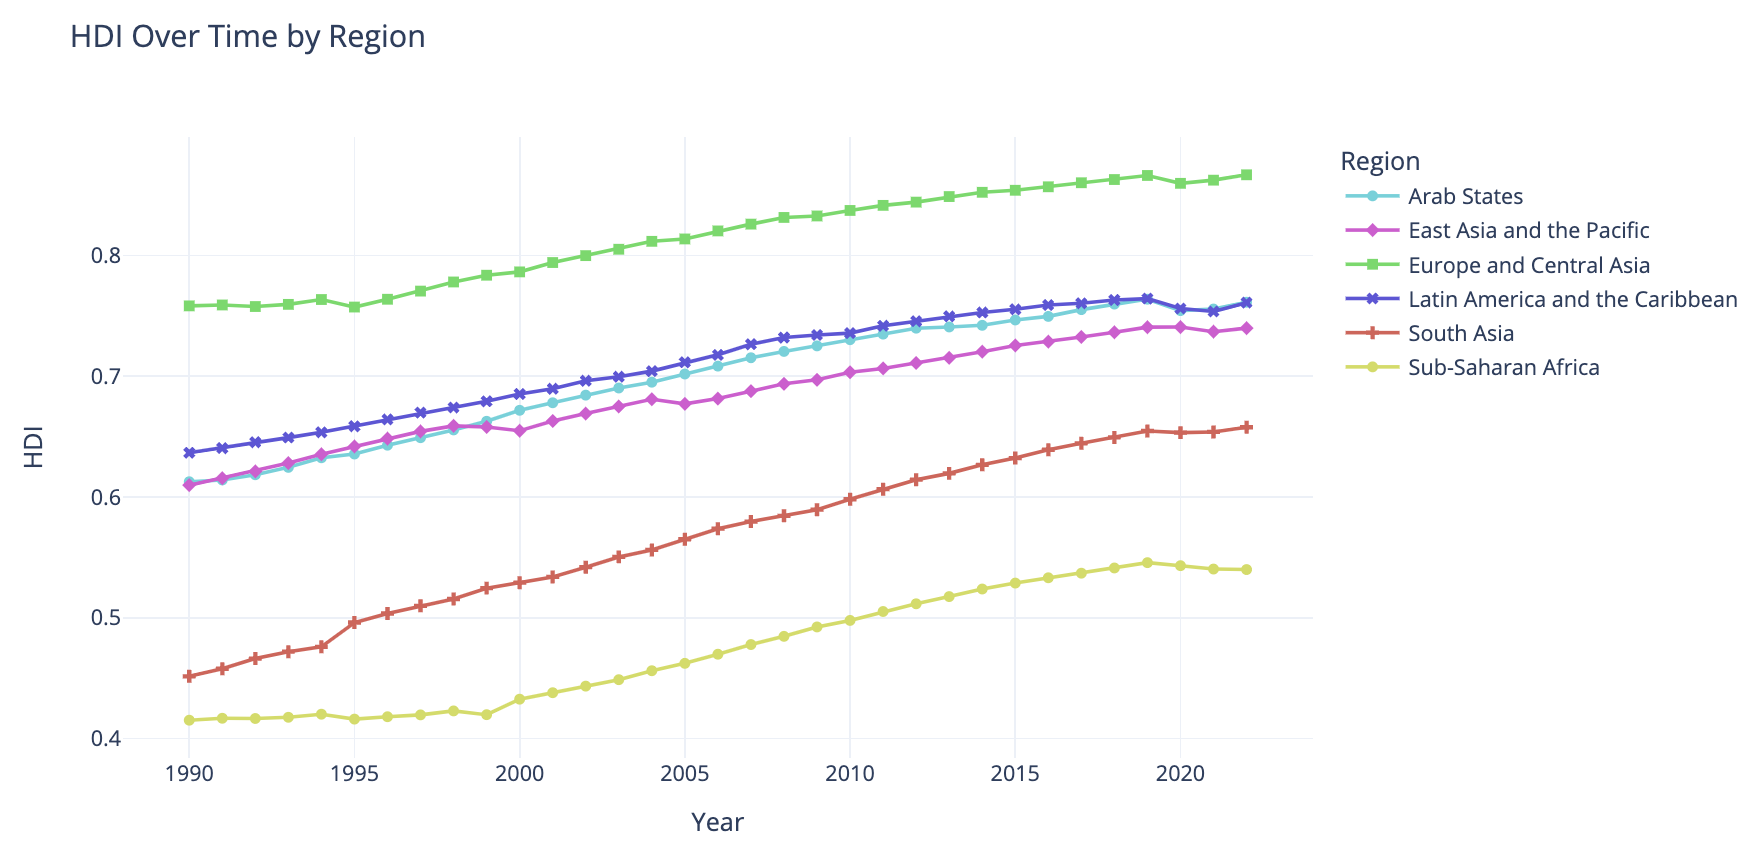 HDI Over Time by Region
Region
Arab States
East Asia and the Pacific
Europe and Central Asia
Latin America and the Caribbean
South Asia
Sub-Saharan Africa
HDI
0.8
0.7
0.6
0.5
0.4
1990 1995 2000 2005 2010 2015 2020
Year